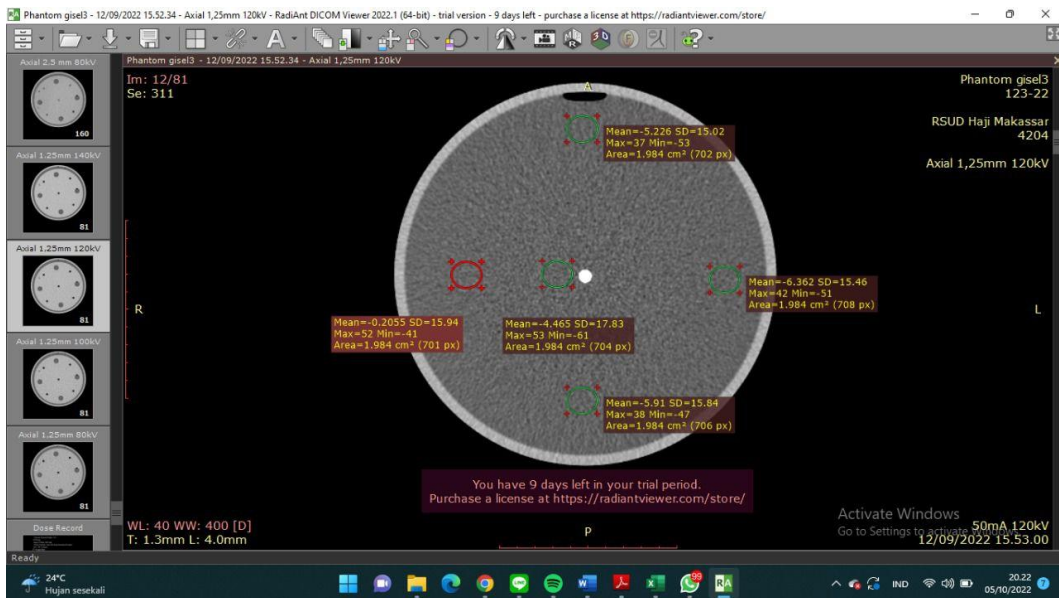 Phantom gisel3 - 12/09/2022 15.52.34 - Axial 1,25mm 120kV - RadiAnt DICOM Viewer 2022.1 (64-bit) - trial version - 9 days left - purchase a license at https://radiantviewer.com/store/
Axial 2.5 mm 80kV
160
Axial 1.25mm 140kV
81
Axial 1.25mm 120kV
81
Axial 1.25mm 100kV
81
Axial 1.25mm 80kV
81
Dose Record
Phantom gisel3 - 12/09/2022 15.52.34 - Axial 1,25mm 120kV
Im: 12/81
Se: 311
Phantom gisel3
123-22
RSUD Haji Makassar
4204
Axial 1,25mm 120kV
A
Mean=-5.226 SD=15.02
Max=37 Min=-53
Area=1.984 cm² (702 px)
R
L
Mean=-6.362 SD=15.46
Max=42 Min=-51
Area=1.984 cm² (708 px)
Mean=-0.2055 SD=15.94
Max=52 Min=-41
Area=1.984 cm² (701 px)
Mean=-4.465 SD=17.83
Max=53 Min=-61
Area=1.984 cm² (704 px)
Mean=-5.91 SD=15.84
Max=38 Min=-47
Area=1.984 cm² (706 px)
You have 9 days left in your trial period.
Purchase a license at https://radiantviewer.com/store/
P
WL: 40 WW: 400 [D]
T: 1.3mm L: 4.0mm
Activate Windows
Go to Settings to activate Windows.
50mA 120kV
12/09/2022 15.53.00
Ready
24°C
Hujan sesekali
99
IND
20.22
05/10/2022